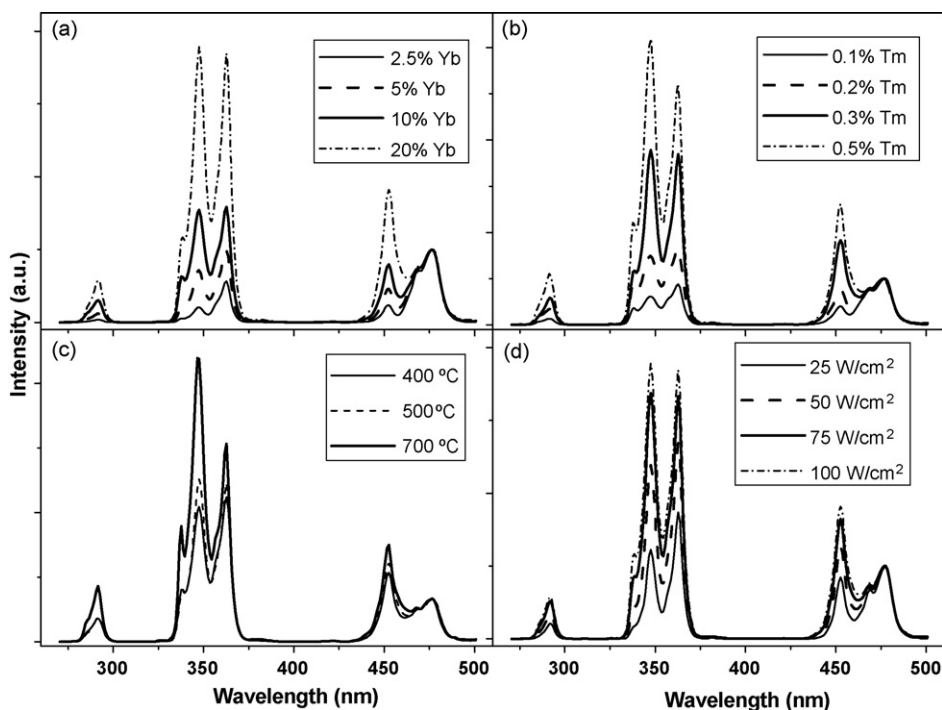 (a)
2.5% Yb
5% Yb
10% Yb
20% Yb
(b)
0.1% Tm
0.2% Tm
0.3% Tm
0.5% Tm
Intensity (a.u.)
(c)
400 ºC
500ºC
700 ºC
(d)
25 W/cm²
50 W/cm²
75 W/cm²
100 W/cm²
300 350 400 450 500
250 300 350 400 450 500
Wavelength (nm)
Wavelength (nm)